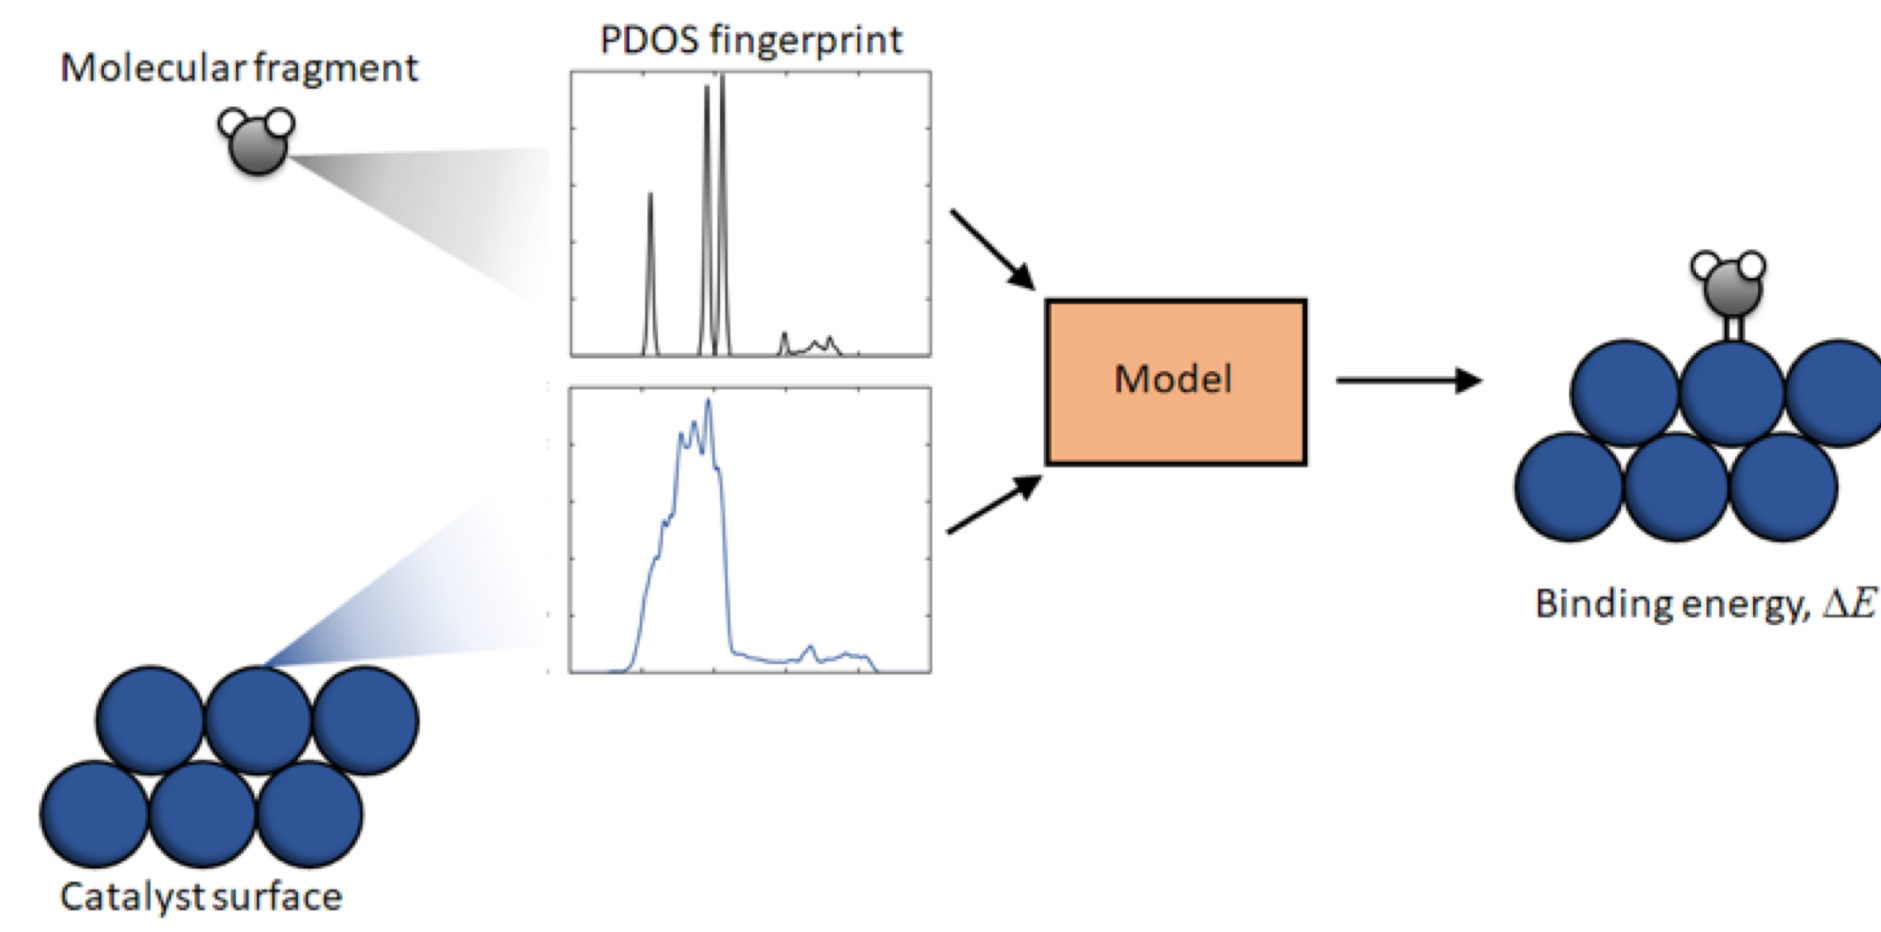 PDOS fingerprint
Molecular fragment
Model
Binding energy, ΔE
Catalyst surface